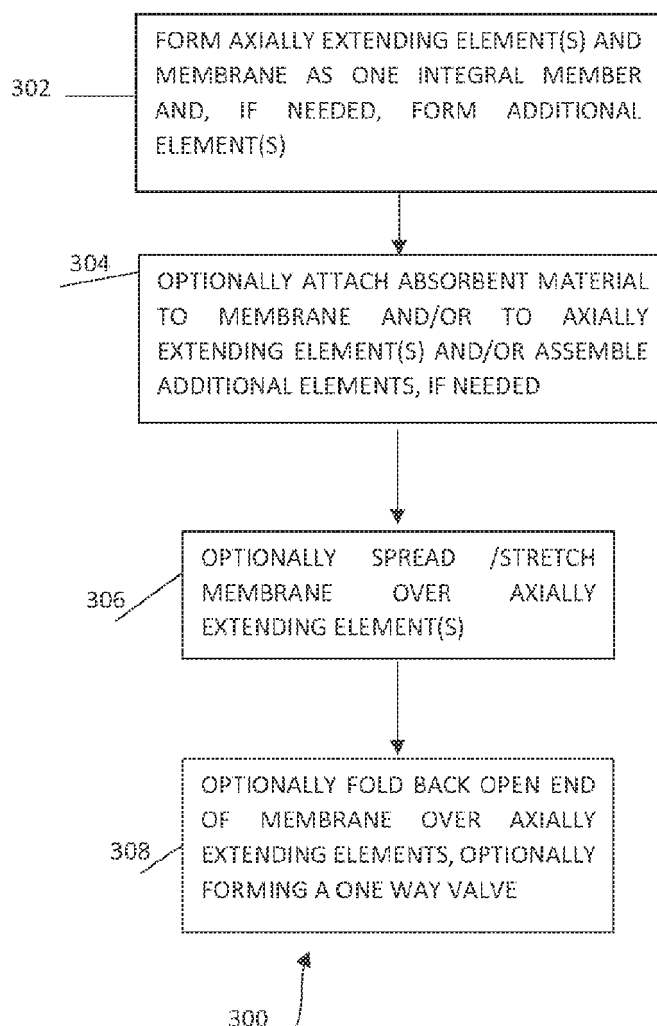 FORM AXIALLY EXTENDING ELEMENT(S) AND
MEMBRANE AS ONE INTEGRAL MEMBER
AND, IF NEEDED, FORM ADDITIONAL
ELEMENT(S)
302
304
OPTIONALLY ATTACH ABSORBENT MATERIAL
TO MEMBRANE AND/OR TO AXIALLY
EXTENDING ELEMENT(S) AND/OR ASSEMBLE
ADDITIONAL ELEMENTS, IF NEEDED
OPTIONALLY SPREAD /STRETCH
MEMBRANE OVER AXIALLY
EXTENDING ELEMENT(S)
306
OPTIONALLY FOLD BACK OPEN END
OF MEMBRANE OVER AXIALLY
EXTENDING ELEMENTS, OPTIONALLY
FORMING A ONE WAY VALVE
308
300